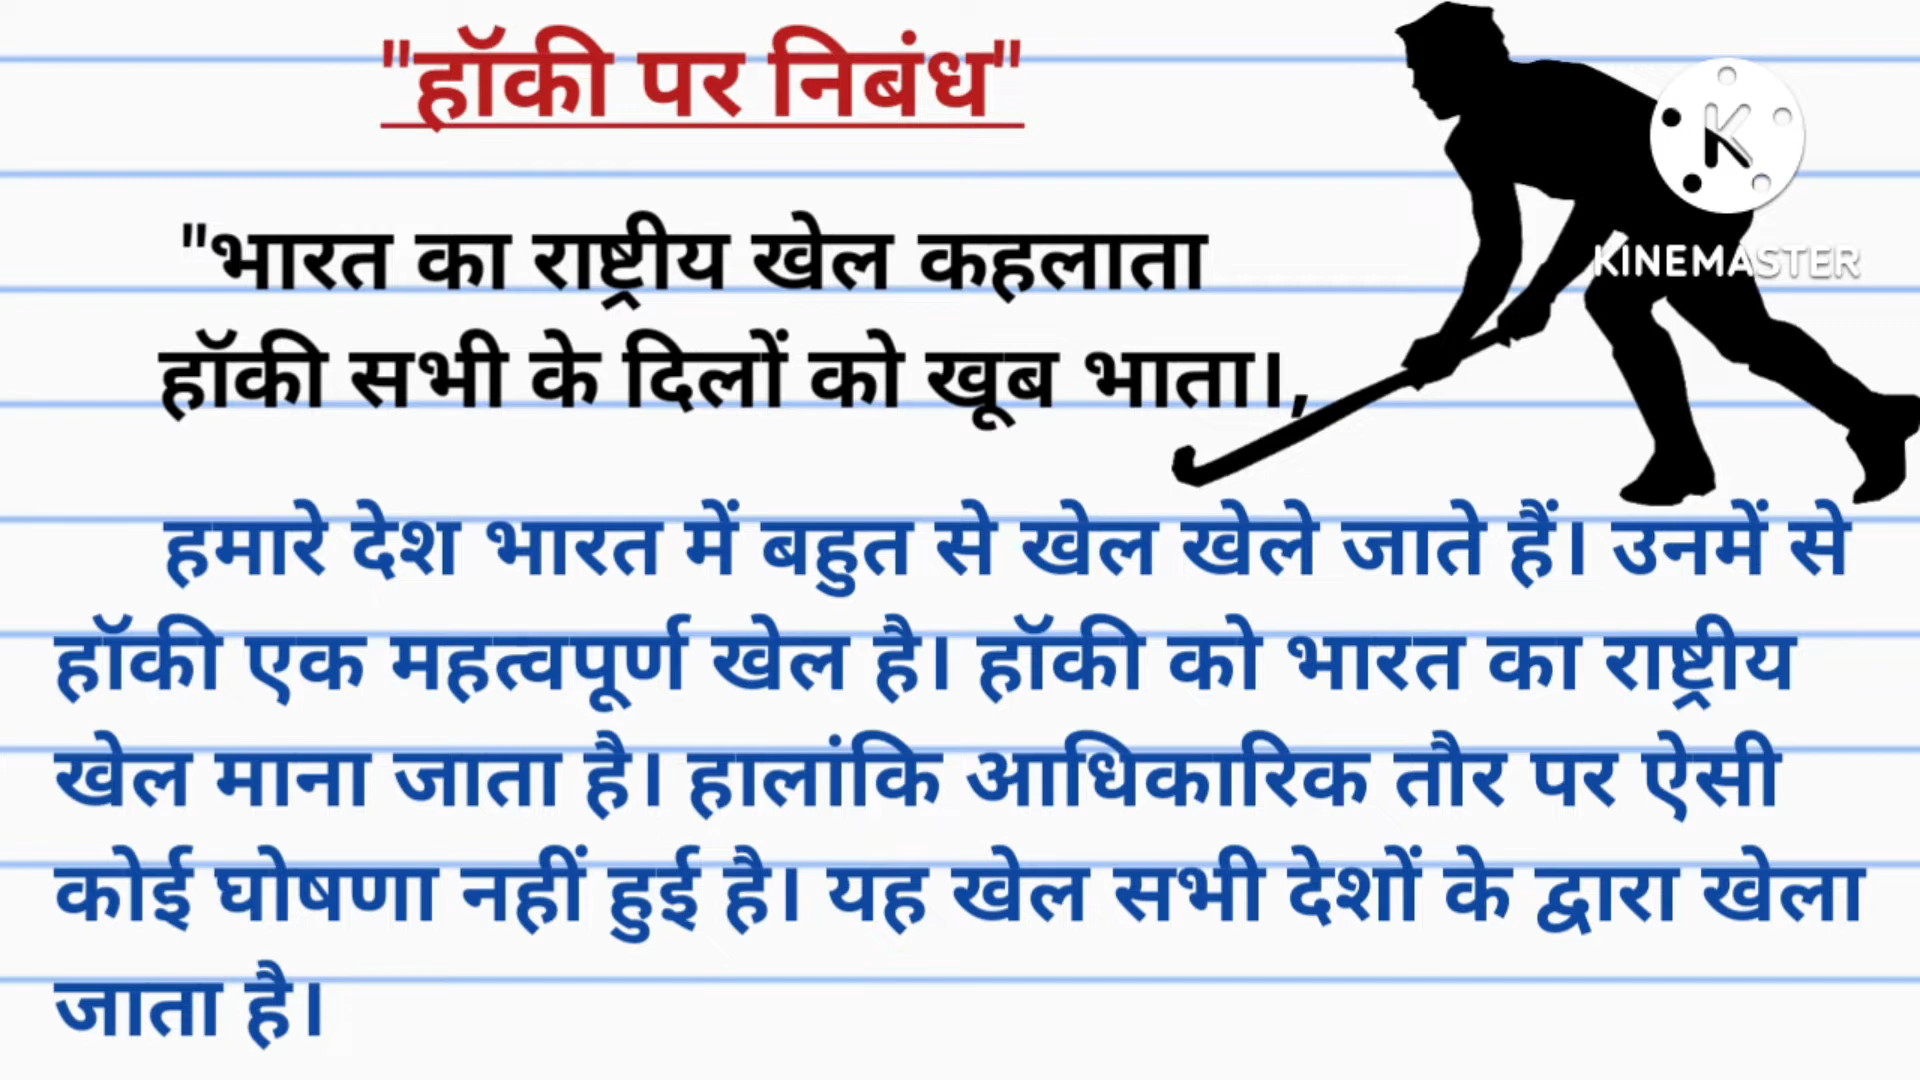 "हॉकी पर निबंध"
"भारत का राष्ट्रीय खेल कहलाता
हॉकी सभी के दिलों को खूब भाता।,
K
KINEMASTER
हमारे देश भारत में बहुत से खेल खेले जाते हैं। उनमें से
हॉकी एक महत्वपूर्ण खेल है। हॉकी को भारत का राष्ट्रीय
खेल माना जाता है। हालांकि आधिकारिक तौर पर ऐसी
कोई घोषणा नहीं हुई है। यह खेल सभी देशों के द्वारा खेला
जाता है।